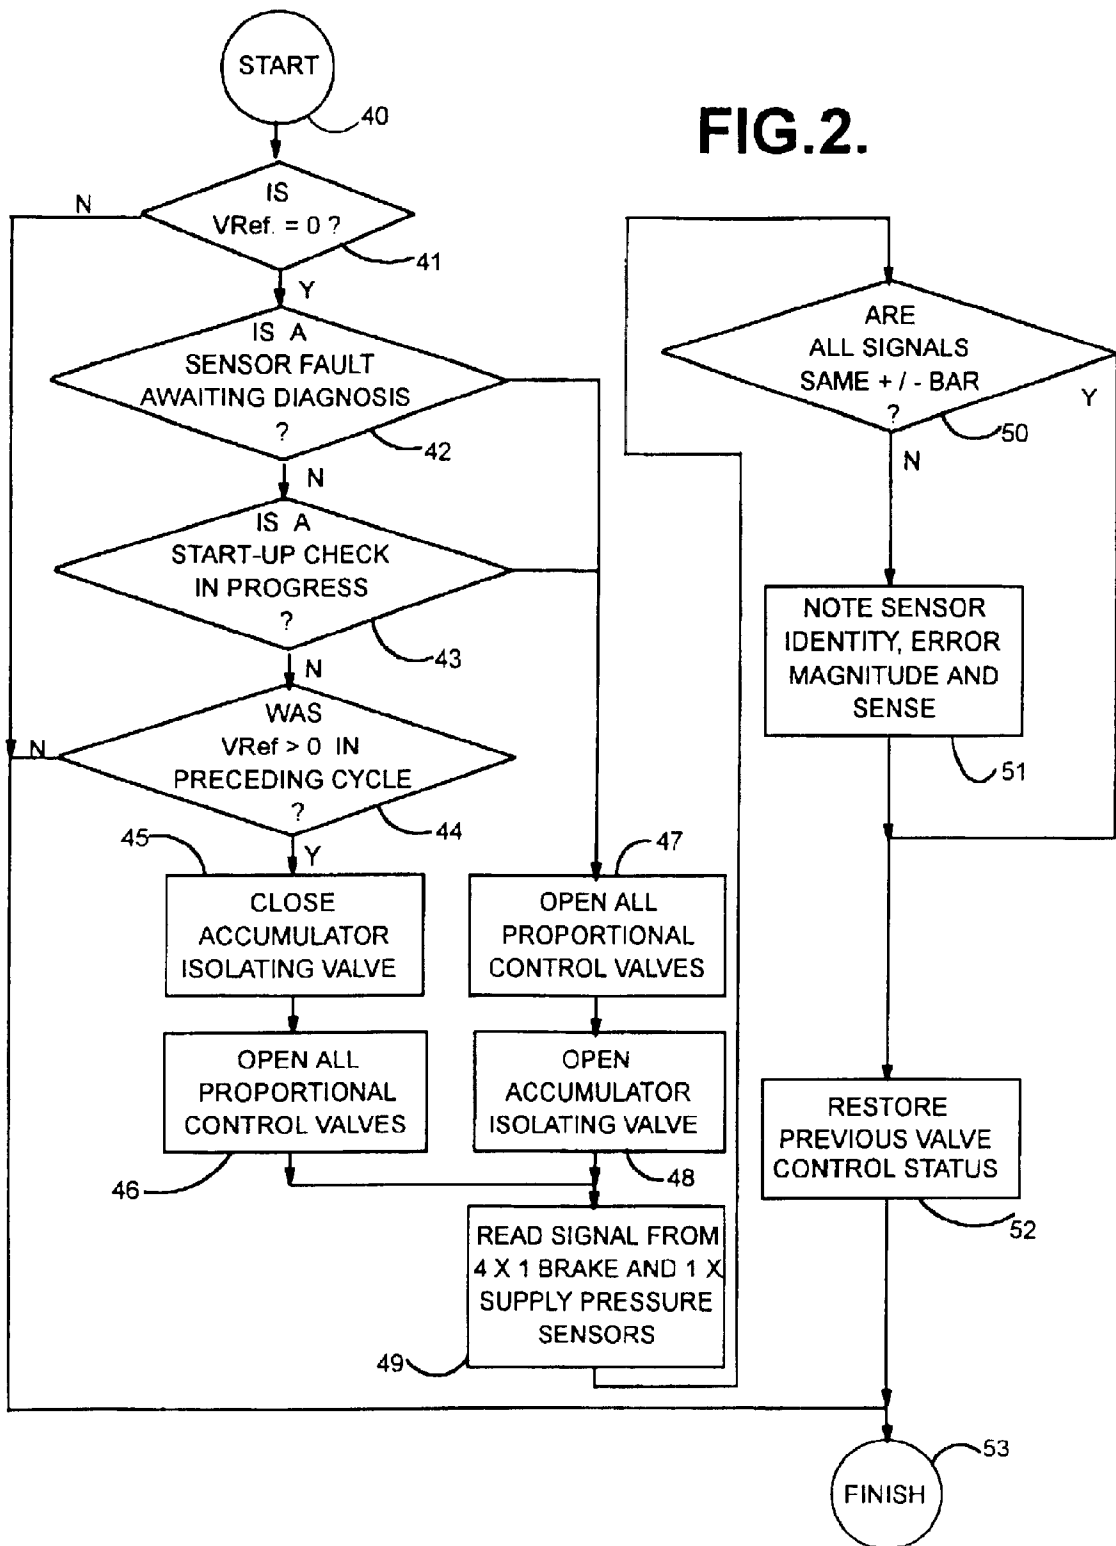 START
40
FIG.2.
IS
VRef. = 0 ?
N
41
Y
IS A
SENSOR FAULT
AWAITING DIAGNOSIS
?
42
N
IS A
START-UP CHECK
IN PROGRESS
?
43
N
WAS
VRef > 0 IN
PRECEDING CYCLE
?
N
44
Y
45
CLOSE
ACCUMULATOR
ISOLATING VALVE
OPEN ALL
PROPORTIONAL
CONTROL VALVES
46
47
OPEN ALL
PROPORTIONAL
CONTROL VALVES
OPEN
ACCUMULATOR
ISOLATING VALVE
48
READ SIGNAL FROM
4 X 1 BRAKE AND 1 X
SUPPLY PRESSURE
SENSORS
49
ARE
ALL SIGNALS
SAME + / - BAR
?
Y
50
N
NOTE SENSOR
IDENTITY, ERROR
MAGNITUDE AND
SENSE
51
RESTORE
PREVIOUS VALVE
CONTROL STATUS
52
53
FINISH